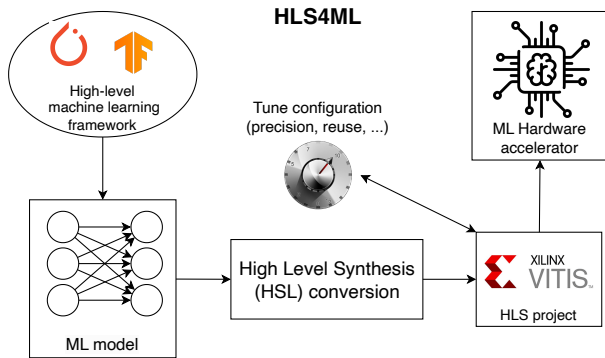 HLS4ML
High-level
machine learning
framework
Tune configuration
(precision, reuse, ...)
ML Hardware
accelerator
ML model
High Level Synthesis
(HSL) conversion
XILINX
VITIS
HLS project